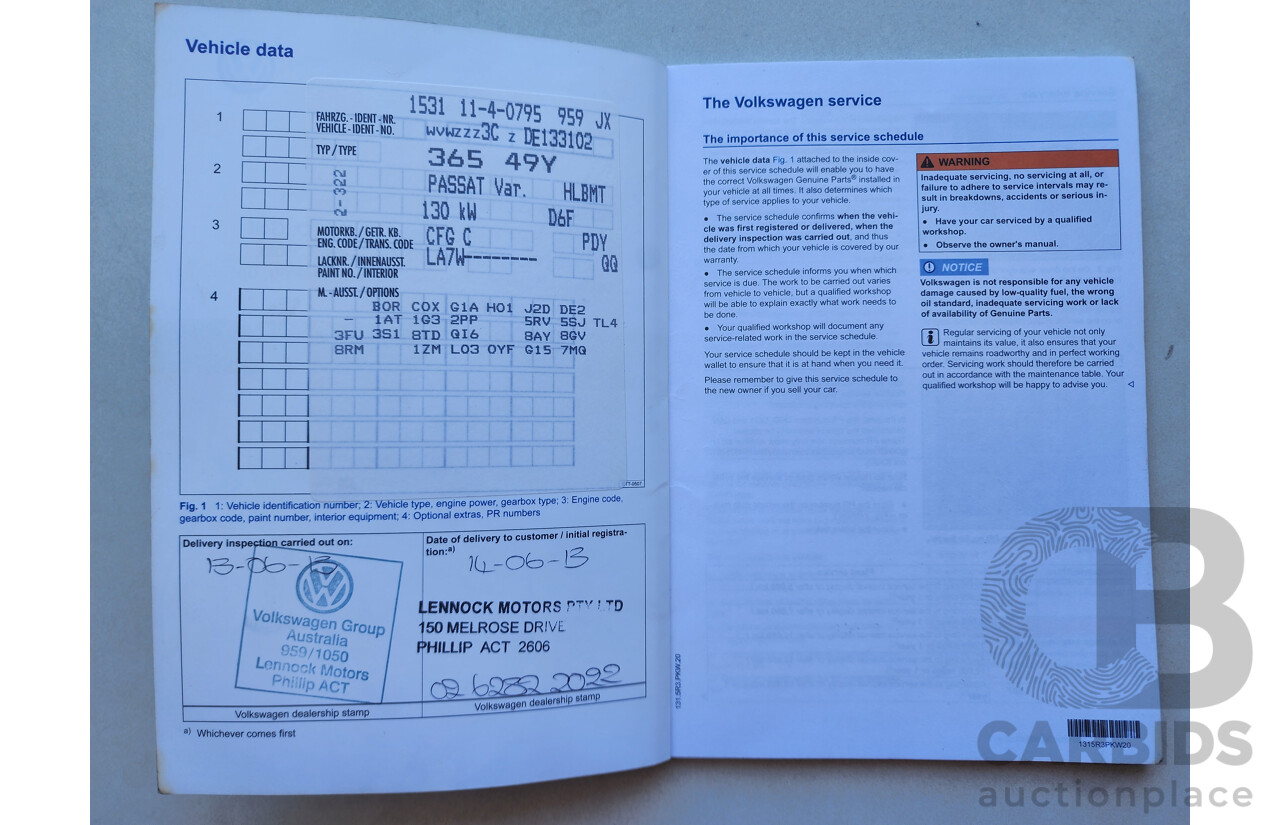 Vehicle data
1531 11-4-0795 959 JX
1
FAHRZG.-IDENT-NR.
VEHICLE-IDENT-NO.
WVWZZZ3C Z DE133102
TYP/TYPE
365 49Y
2
2-322
PASSAT Var. HLBMT
130 kW D6F
3
MOTORKB./GETR.KB.
ENG. CODE/TRANS. CODE
CFG C PDY
LACKNR./INNENAUSST.
PAINT NO./INTERIOR
LA7W-------- QQ
4
M.-AUSST./OPTIONS
BOR COX G1A HO1 J2D DE2
- 1AT 1G3 2PP 5RV 5SJ TL4
3FU 3S1 8TD QI6 8AY 8GV
8RM 1ZM LO3 OYF G15 7MQ
Fig. 1 1: Vehicle identification number; 2: Vehicle type, engine power, gearbox type; 3: Engine code,
gearbox code, paint number, interior equipment; 4: Optional extras, PR numbers
Delivery inspection carried out on:
13-06-13
Volkswagen Group
Australia
959/1050
Lennock Motors
Phillip ACT
Volkswagen dealership stamp
Date of delivery to customer / initial registra-
tion:a)
14-06-13
LENNOCK MOTORS PTY LTD
150 MELROSE DRIVE
PHILLIP ACT 2606
02 6282 2022
Volkswagen dealership stamp
a) Whichever comes first
The Volkswagen service
The importance of this service schedule
The vehicle data Fig. 1 attached to the inside cov-
er of this service schedule will enable you to have
the correct Volkswagen Genuine Parts® installed in
your vehicle at all times. It also determines which
type of service applies to your vehicle.
• The service schedule confirms when the vehi-
cle was first registered or delivered, when the
delivery inspection was carried out, and thus
the date from which your vehicle is covered by our
warranty.
• The service schedule informs you when which
service is due. The work to be carried out varies
from vehicle to vehicle, but a qualified workshop
will be able to explain exactly what work needs to
be done.
• Your qualified workshop will document any
service-related work in the service schedule.
Your service schedule should be kept in the vehicle
wallet to ensure that it is at hand when you need it.
Please remember to give this service schedule to
the new owner if you sell your car.
WARNING
Inadequate servicing, no servicing at all, or
failure to adhere to service intervals may re-
sult in breakdowns, accidents or serious in-
jury.
• Have your car serviced by a qualified
workshop.
• Observe the owner's manual.
NOTICE
Volkswagen is not responsible for any vehicle
damage caused by low-quality fuel, the wrong
oil standard, inadequate servicing work or lack
of availability of Genuine Parts.
Regular servicing of your vehicle not only
maintains its value, it also ensures that your
vehicle remains roadworthy and in perfect working
order. Servicing work should therefore be carried
out in accordance with the maintenance table. Your
qualified workshop will be happy to advise you.
131.5R3.PKW.20
1315R3PKW20
CARBIDS
auctionplace